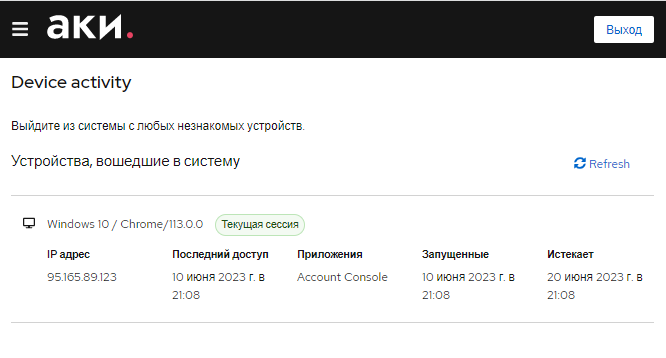 аки.
Выход
Device activity
Выйдите из системы с любых незнакомых устройств.
Устройства, вошедшие в систему
Refresh
Windows 10 / Chrome/113.0.0 Текущая сессия
IP адрес Последний доступ Приложения Запущенные Истекает
95.165.89.123 10 июня 2023 г. в Account Console 10 июня 2023 г. в 20 июня 2023 г. в
21:08 21:08 21:08